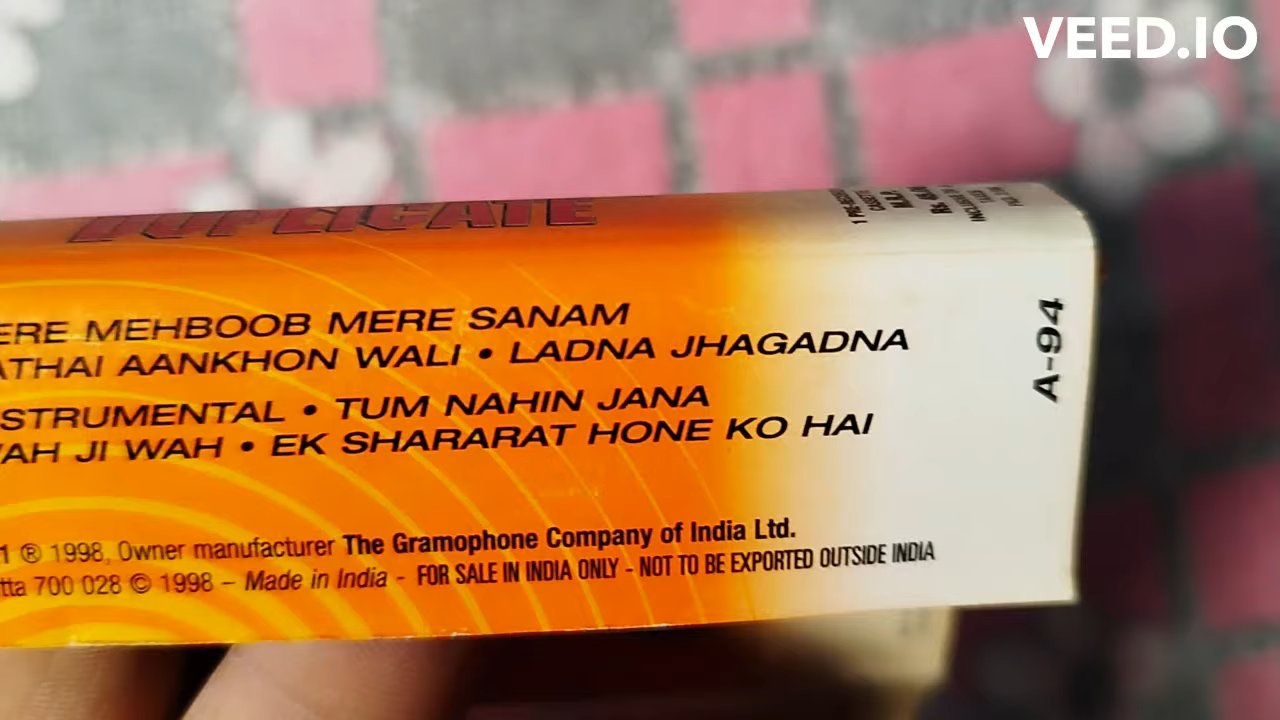 VEED.IO
DUPLICATE
ERE MEHBOOB MERE SANAM
ATHAI AANKHON WALI • LADNA JHAGADNA
STRUMENTAL • TUM NAHIN JANA
AH JI WAH • EK SHARARAT HONE KO HAI
1 ® 1998, Owner manufacturer The Gramophone Company of India Ltd.
tta 700 028 © 1998 – Made in India - FOR SALE IN INDIA ONLY - NOT TO BE EXPORTED OUTSIDE INDIA
A-94